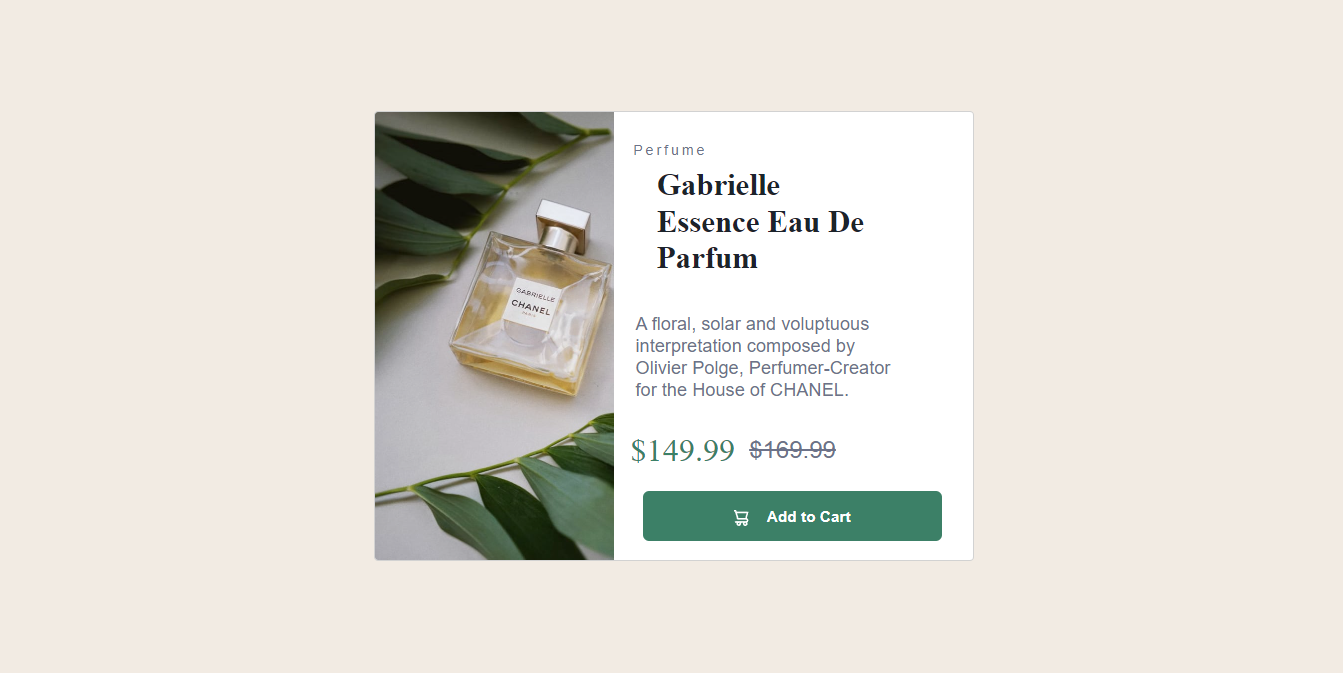 GABRIELLE
CHANEL
PARIS
Perfume
Gabrielle
Essence Eau De
Parfum
A floral, solar and voluptuous
interpretation composed by
Olivier Polge, Perfumer-Creator
for the House of CHANEL.
$149.99 $169.99
Add to Cart